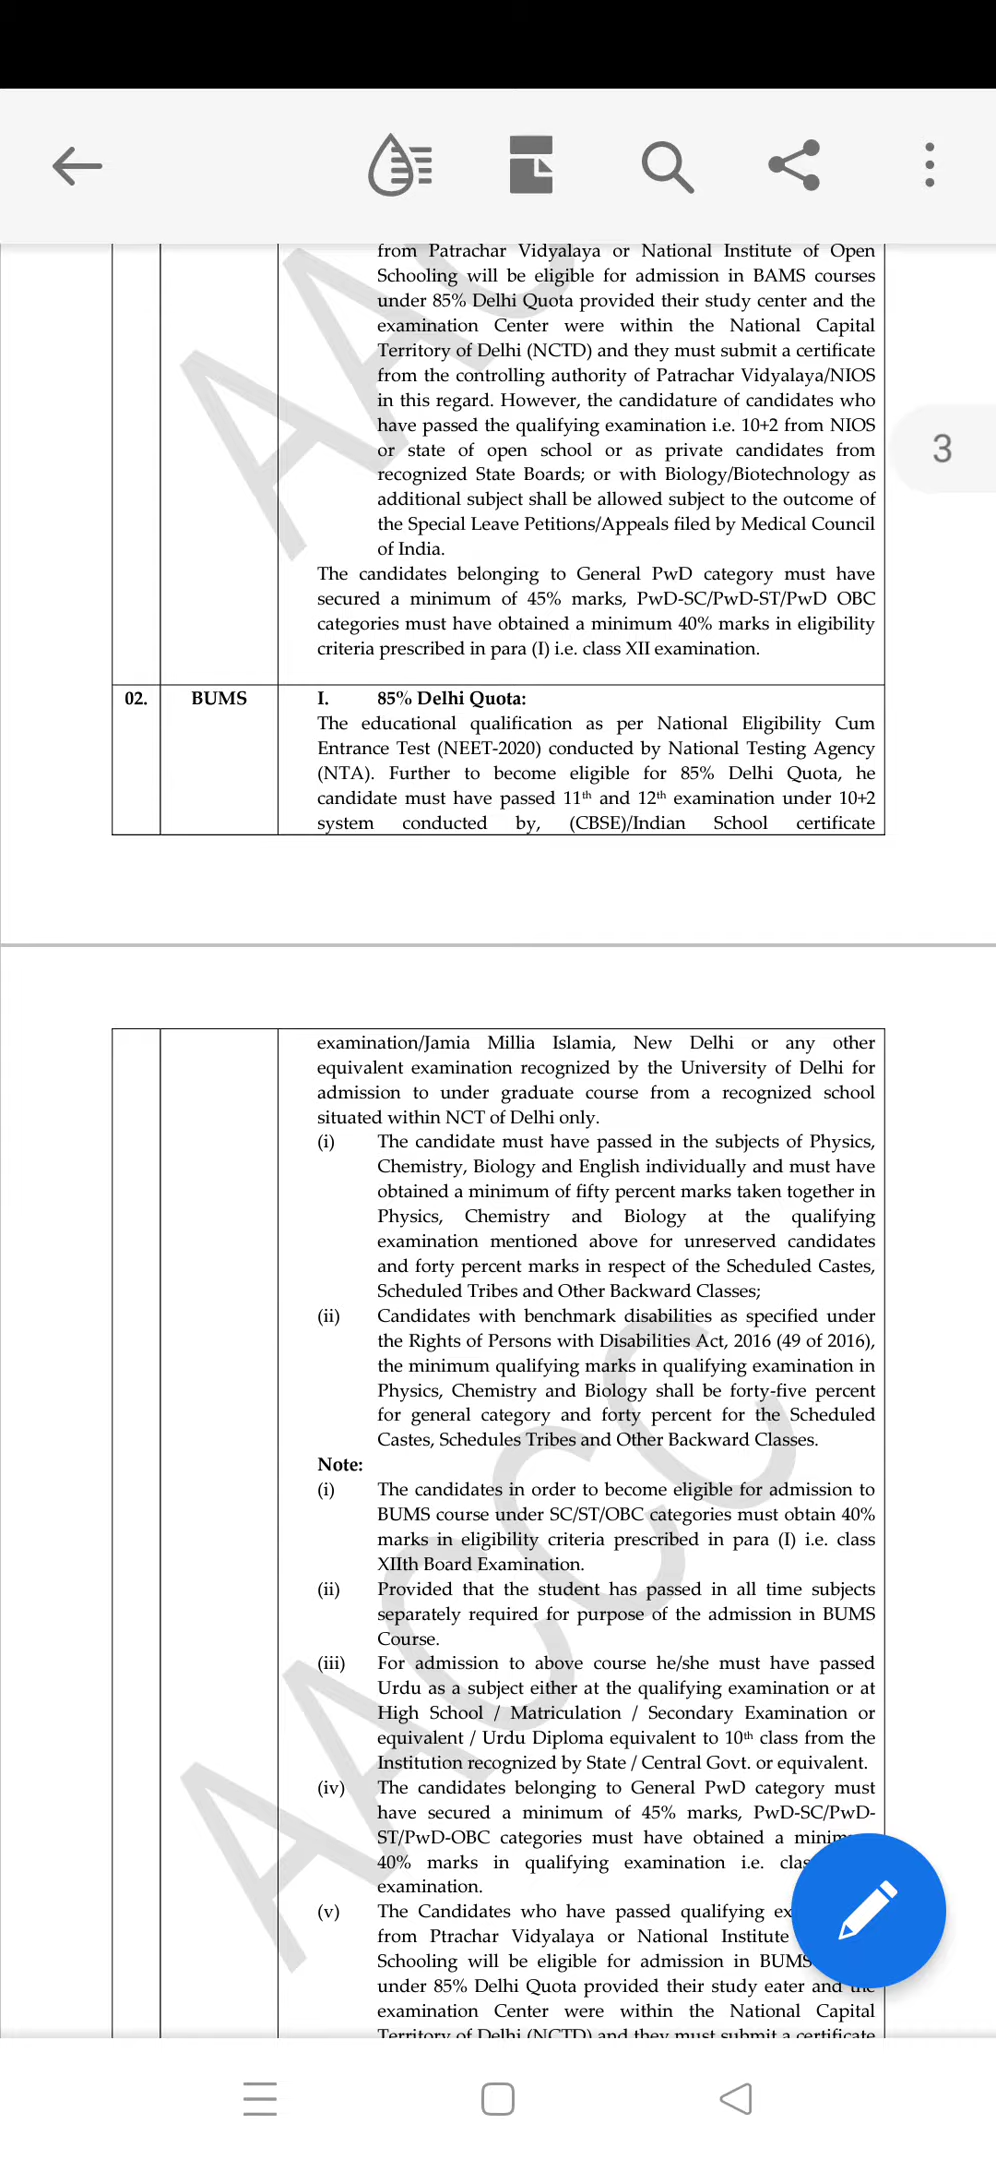 from Patrachar Vidyalaya or National Institute of Open
Schooling will be eligible for admission in BAMS courses
under 85% Delhi Quota provided their study center and the
examination Center were within the National Capital
Territory of Delhi (NCTD) and they must submit a certificate
from the controlling authority of Patrachar Vidyalaya/NIOS
in this regard. However, the candidature of candidates who
have passed the qualifying examination i.e. 10+2 from NIOS
or state of open school or as private candidates from
recognized State Boards; or with Biology/Biotechnology as
additional subject shall be allowed subject to the outcome of
the Special Leave Petitions/Appeals filed by Medical Council
of India.
3
The candidates belonging to General PwD category must have
secured a minimum of 45% marks, PwD-SC/PwD-ST/PwD OBC
categories must have obtained a minimum 40% marks in eligibility
criteria prescribed in para (I) i.e. class XII examination.
02. BUMS I. 85% Delhi Quota:
The educational qualification as per National Eligibility Cum
Entrance Test (NEET-2020) conducted by National Testing Agency
(NTA). Further to become eligible for 85% Delhi Quota, he
candidate must have passed 11th and 12th examination under 10+2
system conducted by, (CBSE)/Indian School certificate
examination/Jamia Millia Islamia, New Delhi or any other
equivalent examination recognized by the University of Delhi for
admission to under graduate course from a recognized school
situated within NCT of Delhi only.
(i) The candidate must have passed in the subjects of Physics,
Chemistry, Biology and English individually and must have
obtained a minimum of fifty percent marks taken together in
Physics, Chemistry and Biology at the qualifying
examination mentioned above for unreserved candidates
and forty percent marks in respect of the Scheduled Castes,
Scheduled Tribes and Other Backward Classes;
(ii) Candidates with benchmark disabilities as specified under
the Rights of Persons with Disabilities Act, 2016 (49 of 2016),
the minimum qualifying marks in qualifying examination in
Physics, Chemistry and Biology shall be forty-five percent
for general category and forty percent for the Scheduled
Castes, Schedules Tribes and Other Backward Classes.
Note:
(i) The candidates in order to become eligible for admission to
BUMS course under SC/ST/OBC categories must obtain 40%
marks in eligibility criteria prescribed in para (I) i.e. class
XIIth Board Examination.
(ii) Provided that the student has passed in all time subjects
separately required for purpose of the admission in BUMS
Course.
(iii) For admission to above course he/she must have passed
Urdu as a subject either at the qualifying examination or at
High School / Matriculation / Secondary Examination or
equivalent / Urdu Diploma equivalent to 10th class from the
Institution recognized by State / Central Govt. or equivalent.
(iv) The candidates belonging to General PwD category must
have secured a minimum of 45% marks, PwD-SC/PwD-
ST/PwD-OBC categories must have obtained a
40% marks in qualifying examination i.e.
examination.
(v) The Candidates who have passed qualifying
from Ptrachar Vidyalaya or National Institute
Schooling will be eligible for admission in BUMS
under 85% Delhi Quota provided their study eater and the
examination Center were within the National Capital
Territory of Delhi (NCTD) and they must submit a certificate
AACCC